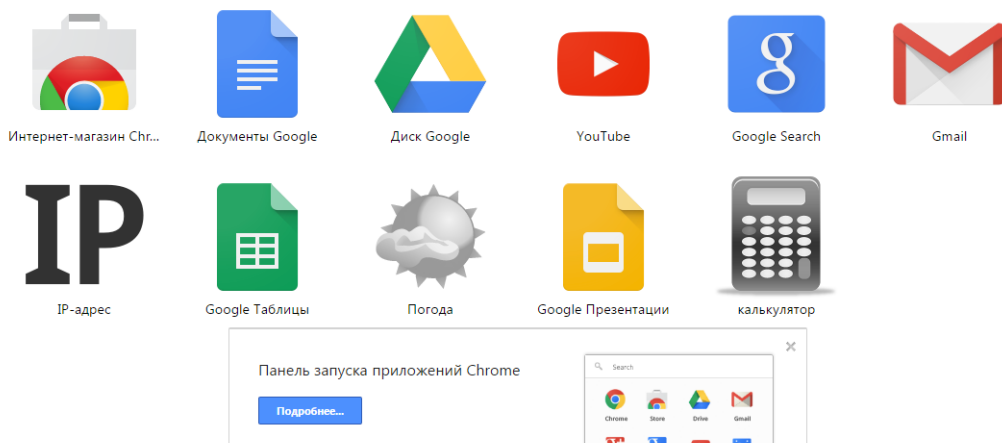 Интернет-магазин Chr...
Документы Google
Диск Google
YouTube
Google Search
Gmail
IP
IP-адрес
Google Таблицы
Погода
Google Презентации
калькулятор
Панель запуска приложений Chrome
Подробнее...
Search
Chrome
Store
Drive
Gmail